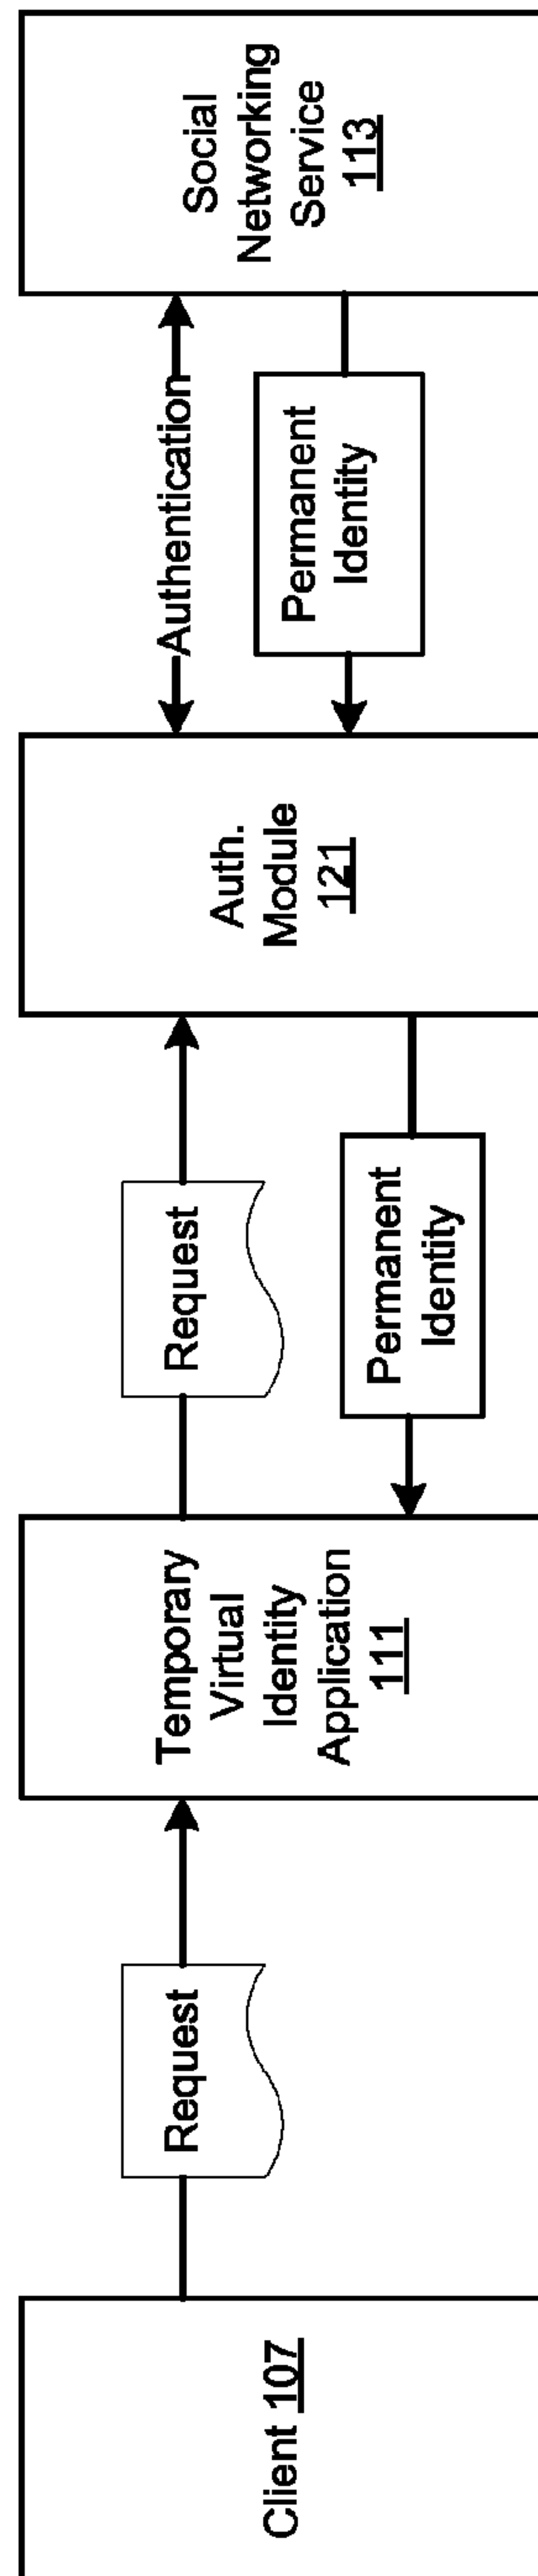 Client 107
Request
Temporary
Virtual
Identity
Application
111
Request
Permanent
Identity
Auth.
Module
121
Authentication
Permanent
Identity
Social
Networking
Service
113